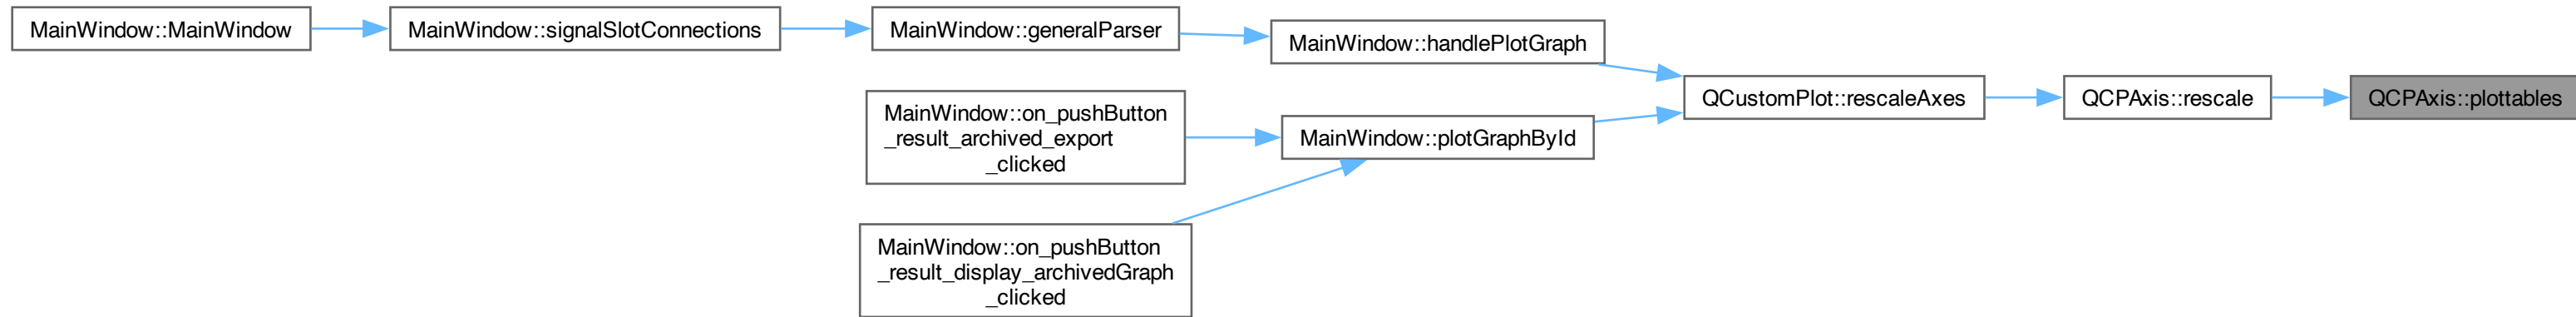 MainWindow::MainWindow
MainWindow::signalSlotConnections
MainWindow::generalParser
MainWindow::handlePlotGraph
MainWindow::on_pushButton
_result_archived_export
_clicked
MainWindow::plotGraphById
QCustomPlot::rescaleAxes
QCPAxis::rescale
QCPAxis::plottables
MainWindow::on_pushButton
_result_display_archivedGraph
_clicked